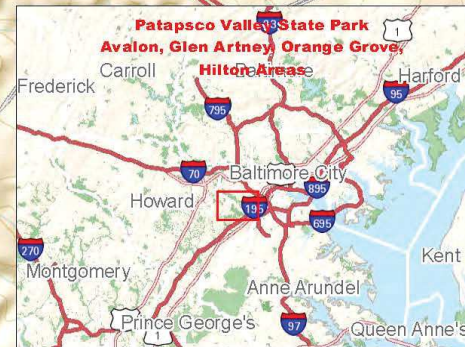 Patapsco Valley State Park
Avalon, Glen Artney, Orange Grove,
Hilton Areas
1
Carroll
Harford
Frederick
95
795
70
Baltimore City
895
Howard
195
695
270
Kent
Montgomery
Anne Arundel
Prince George's
1
97
Queen Anne's